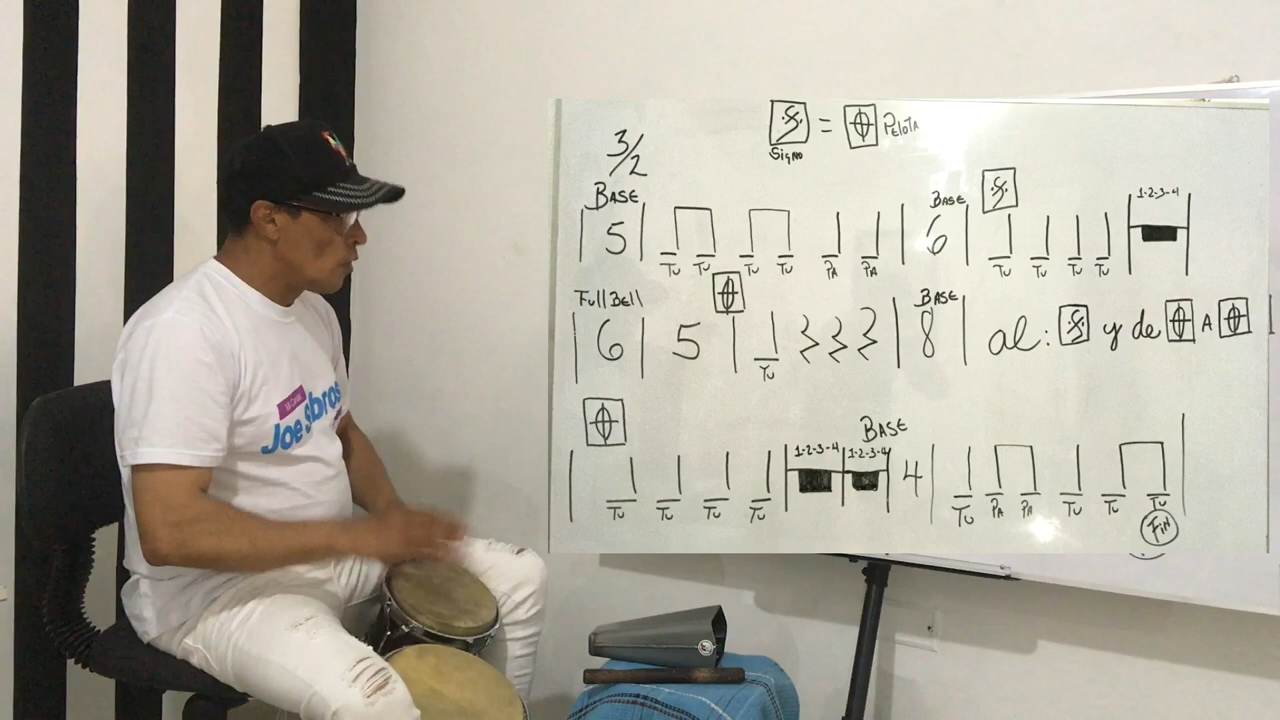 = PELOTA
Signo
3/2
BASE BASE 1-2-3-4
| 5 | | 6 |
TU TU TU TU PA PA TU TU TU TU
Full BEll BASE
| 6 | 5 | | 8 | al: y de A
TU
BASE
1-2-3-4 1-2-3-4 4
TU TU TU TU TU PA PA TU TU TU
FIN
Joe